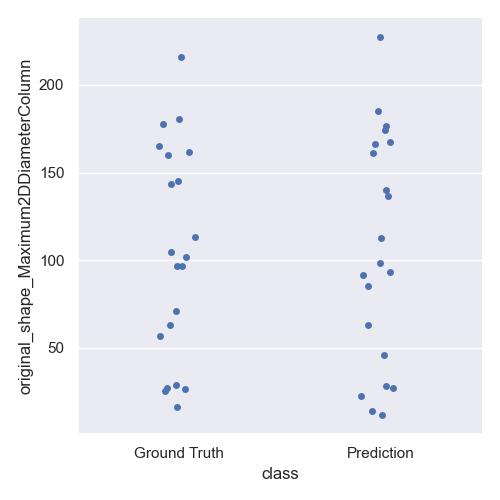 original_shape_Maximum2DDiameterColumn
200
150
100
50
Ground Truth
Prediction
class